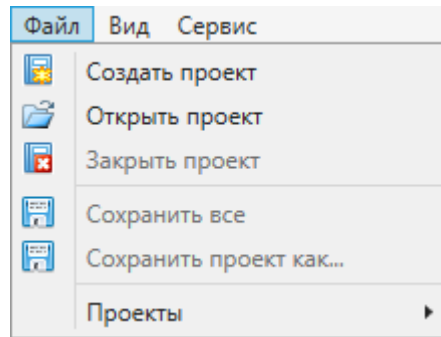 Файл Вид Сервис
Создать проект
Открыть проект
Закрыть проект
Сохранить все
Сохранить проект как...
Проекты